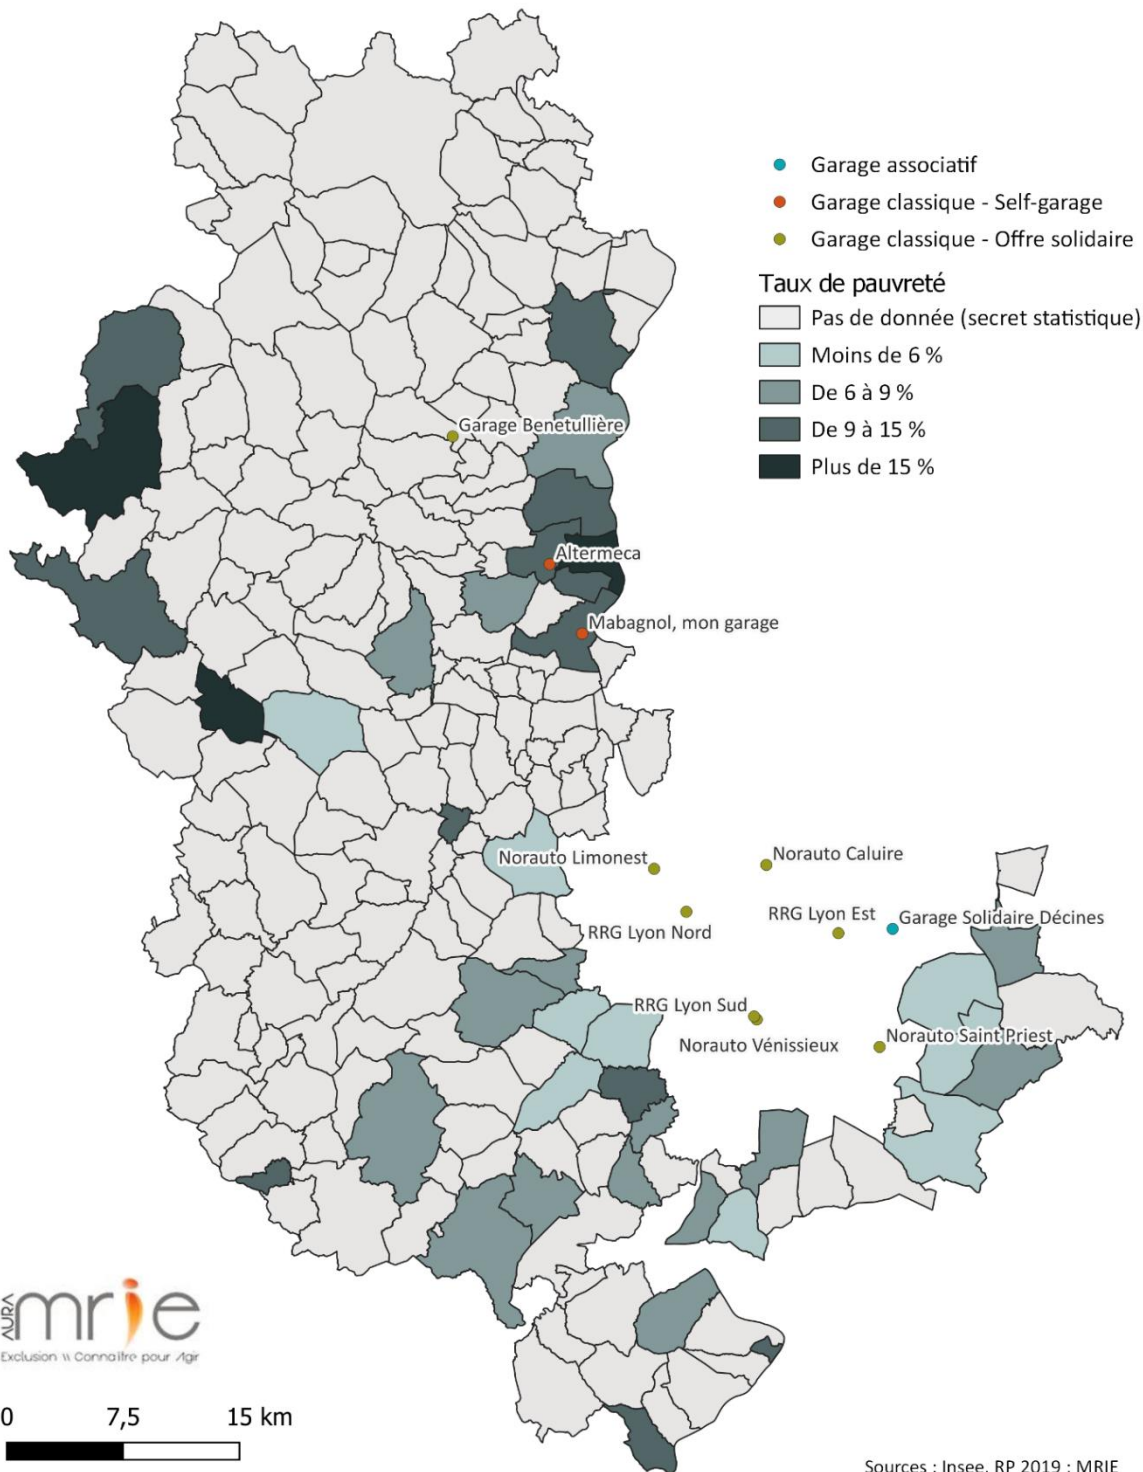 Garage associatif
Garage classique - Self-garage
Garage classique - Offre solidaire
Taux de pauvreté
Pas de donnée (secret statistique)
Moins de 6 %
De 6 à 9 %
De 9 à 15 %
Plus de 15 %
Garage Benetullière
Altermeca
Mabagnol, mon garage
Norauto Limonest
Norauto Caluire
RRG Lyon Est
Garage Solidaire Décines
RRG Lyon Nord
RRG Lyon Sud
Norauto Vénissieux
Norauto Saint Priest
AURA
mrie
Exclusion \\ Connaître pour Agir
0 7,5 15 km
Sources : Insee, RP 2019 ; MRIE